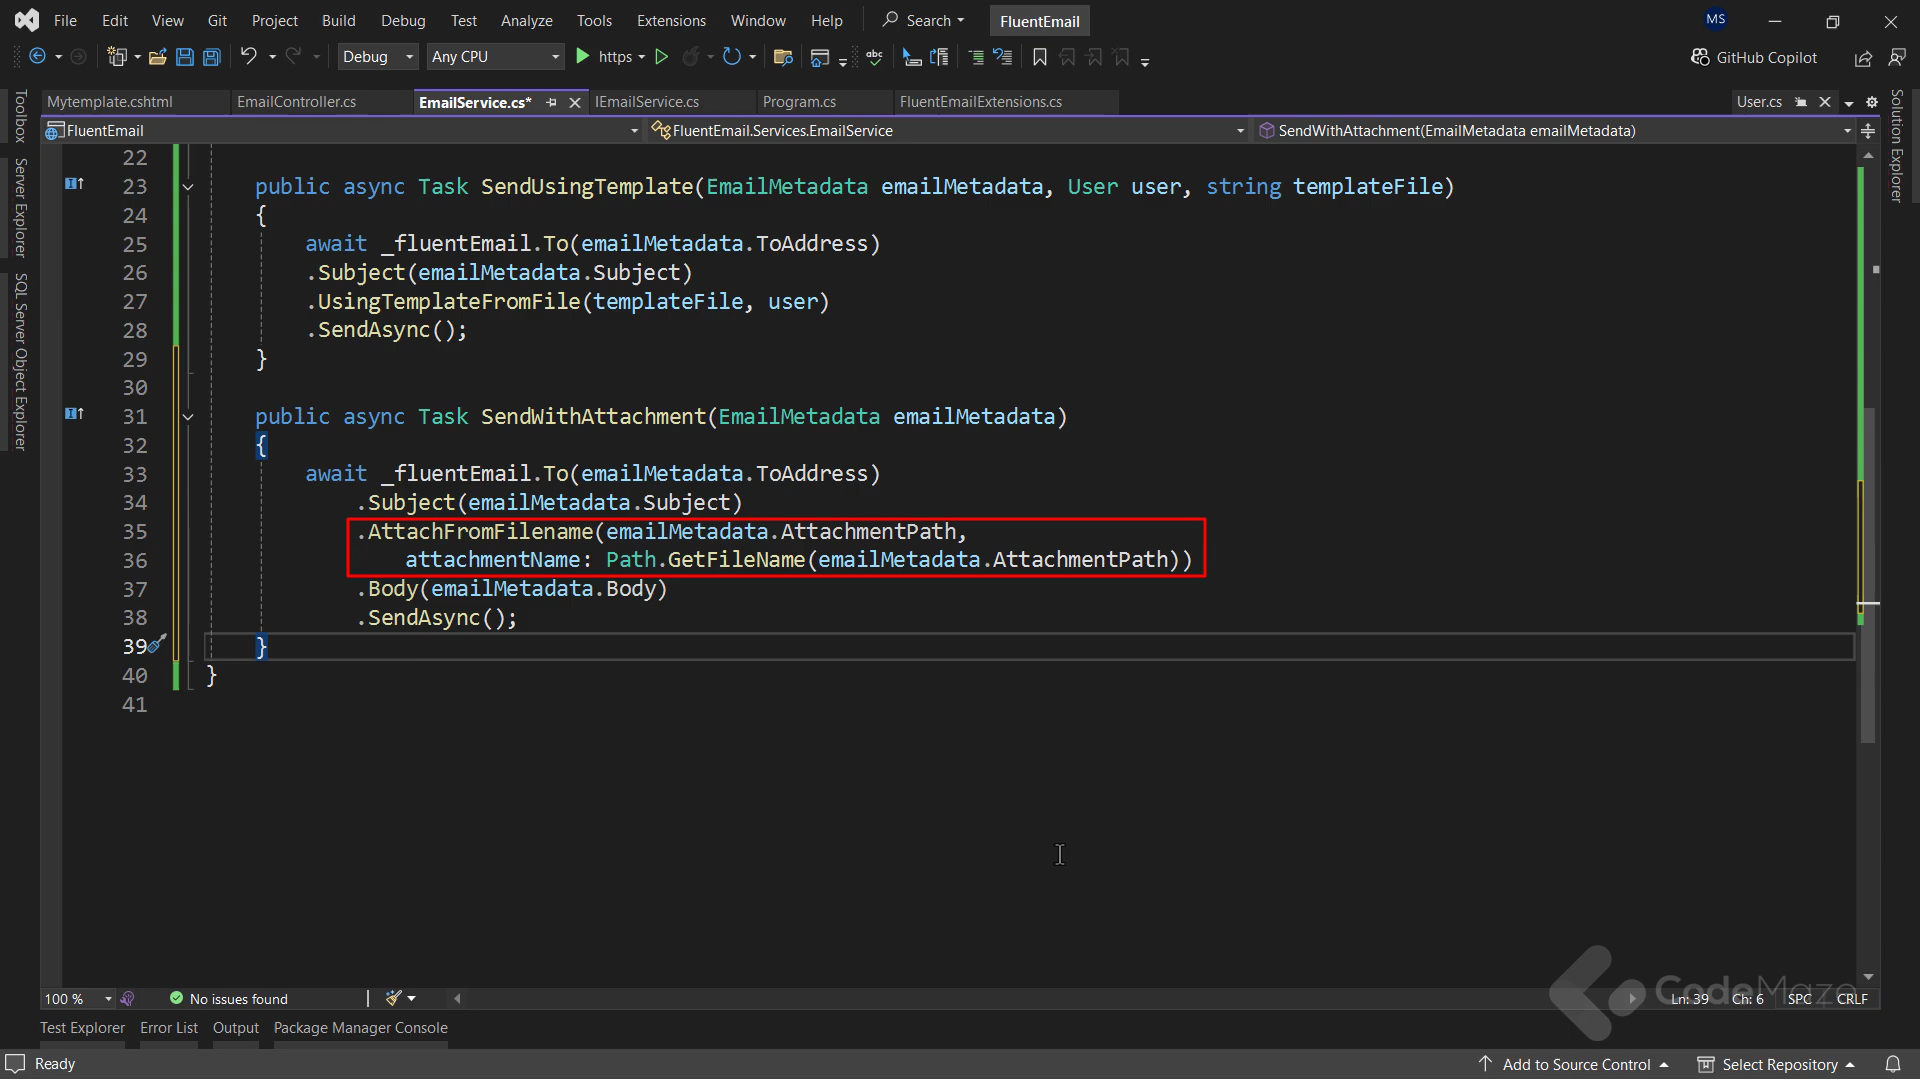 File Edit View Git Project Build Debug Test Analyze Tools Extensions Window Help Search FluentEmail MS
Debug Any CPU https abc GitHub Copilot
Mytemplate.cshtml EmailController.cs EmailService.cs* IEmailService.cs Program.cs FluentEmailExtensions.cs User.cs
FluentEmail FluentEmail.Services.EmailService SendWithAttachment(EmailMetadata emailMetadata)
Toolbox
Server Explorer
SQL Server Object Explorer
Solution Explorer
22
23 public async Task SendUsingTemplate(EmailMetadata emailMetadata, User user, string templateFile)
24 {
25 await _fluentEmail.To(emailMetadata.ToAddress)
26 .Subject(emailMetadata.Subject)
27 .UsingTemplateFromFile(templateFile, user)
28 .SendAsync();
29 }
30
31 public async Task SendWithAttachment(EmailMetadata emailMetadata)
32 {
33 await _fluentEmail.To(emailMetadata.ToAddress)
34 .Subject(emailMetadata.Subject)
35 .AttachFromFilename(emailMetadata.AttachmentPath,
36 attachmentName: Path.GetFileName(emailMetadata.AttachmentPath))
37 .Body(emailMetadata.Body)
38 .SendAsync();
39 }
40 }
41
100 % No issues found Ln: 39 Ch: 6 SPC CRLF
CodeMaze
Test Explorer Error List Output Package Manager Console
Ready Add to Source Control Select Repository